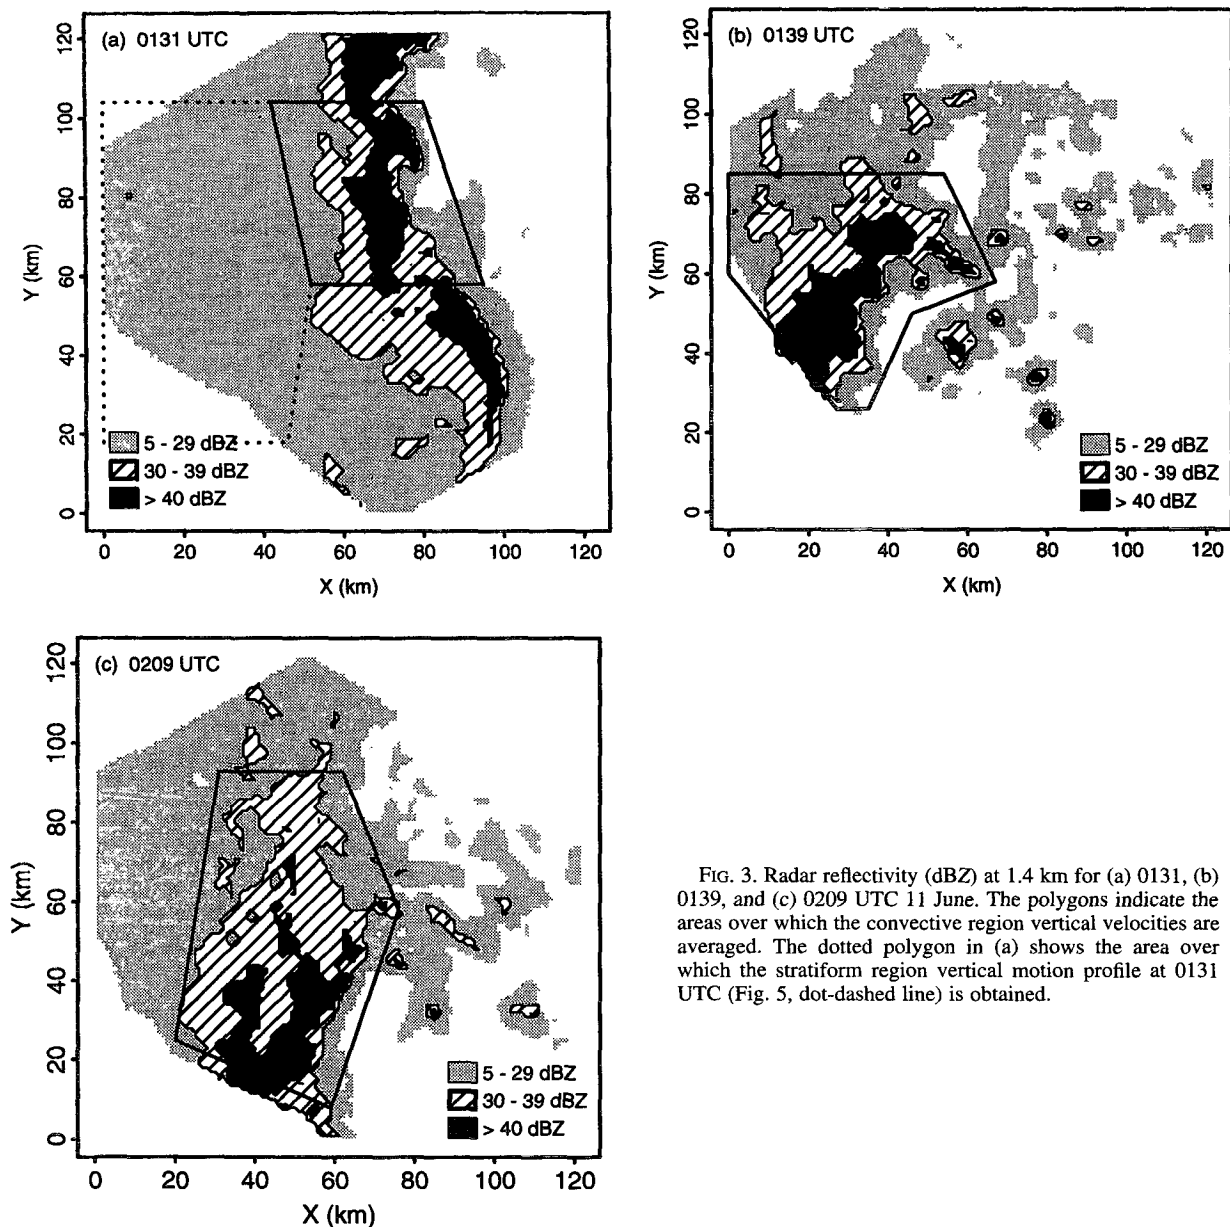 (a) 0131 UTC
120
100
80
60
40
20
0
Y (km)
5 - 29 dBZ
30 - 39 dBZ
> 40 dBZ
0 20 40 60 80 100 120
X (km)
(b) 0139 UTC
120
100
80
60
40
20
0
Y (km)
5 - 29 dBZ
30 - 39 dBZ
> 40 dBZ
0 20 40 60 80 100 120
X (km)
(c) 0209 UTC
120
100
80
60
40
20
0
Y (km)
5 - 29 dBZ
30 - 39 dBZ
> 40 dBZ
0 20 40 60 80 100 120
X (km)
FIG. 3. Radar reflectivity (dBZ) at 1.4 km for (a) 0131, (b)
0139, and (c) 0209 UTC 11 June. The polygons indicate the
areas over which the convective region vertical velocities are
averaged. The dotted polygon in (a) shows the area over
which the stratiform region vertical motion profile at 0131
UTC (Fig. 5, dot-dashed line) is obtained.